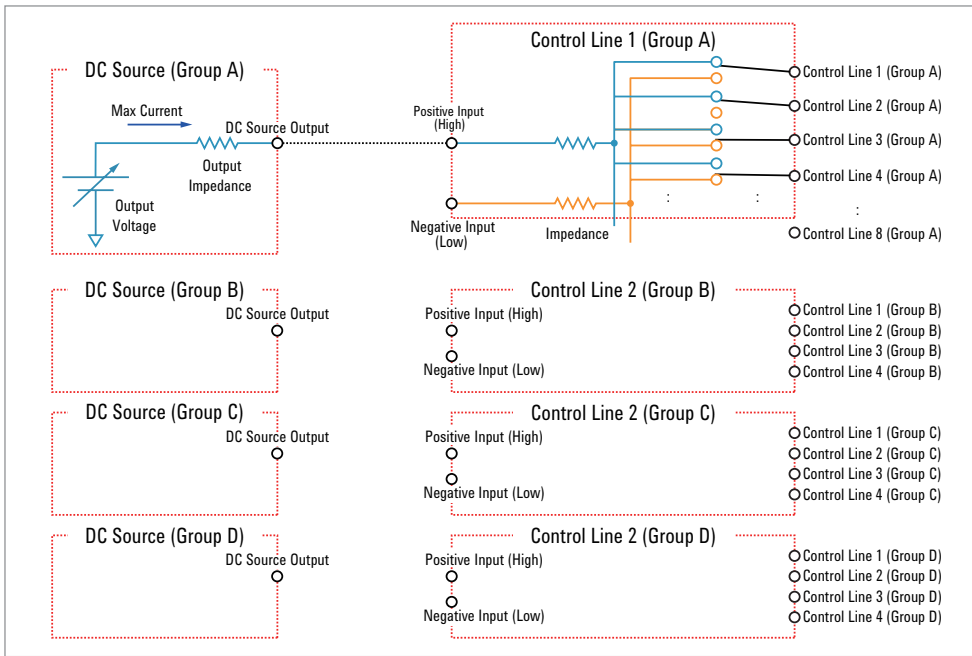 DC Source (Group A)
Max Current
DC Source Output
Output
Impedance
Output
Voltage
Control Line 1 (Group A)
Positive Input
(High)
Negative Input
(Low)
Impedance
:
:
:
Control Line 1 (Group A)
Control Line 2 (Group A)
Control Line 3 (Group A)
Control Line 4 (Group A)
Control Line 8 (Group A)
DC Source (Group B)
DC Source Output
Control Line 2 (Group B)
Positive Input (High)
Negative Input (Low)
Control Line 1 (Group B)
Control Line 2 (Group B)
Control Line 3 (Group B)
Control Line 4 (Group B)
DC Source (Group C)
DC Source Output
Control Line 2 (Group C)
Positive Input (High)
Negative Input (Low)
Control Line 1 (Group C)
Control Line 2 (Group C)
Control Line 3 (Group C)
Control Line 4 (Group C)
DC Source (Group D)
DC Source Output
Control Line 2 (Group D)
Positive Input (High)
Negative Input (Low)
Control Line 1 (Group D)
Control Line 2 (Group D)
Control Line 3 (Group D)
Control Line 4 (Group D)